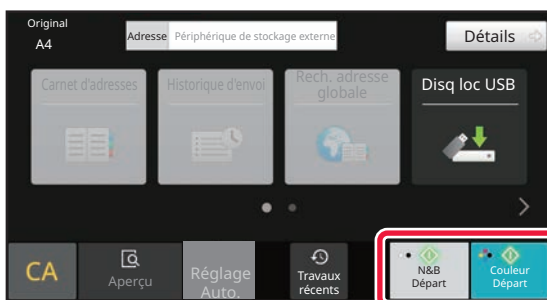 Original
A4
Adresse
Périphérique de stockage externe
Détails
Carnet d'adresses
Historique d'envoi
Rech. adresse
globale
Disq loc USB
CA
Aperçu
Réglage
Auto.
Travaux
récents
N&B
Départ
Couleur
Départ